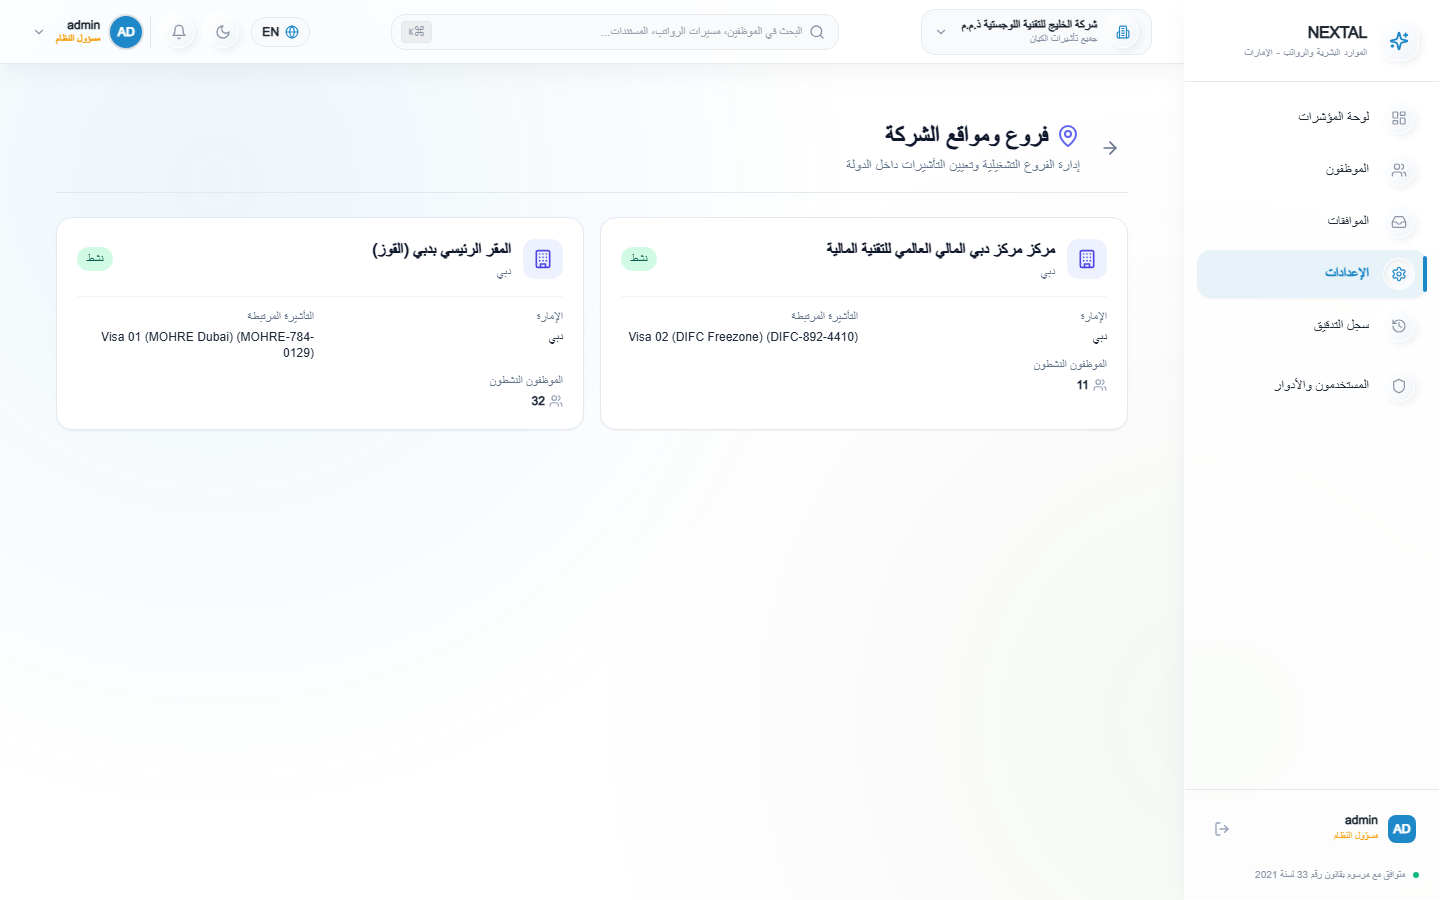 NEXTAL
الموارد البشرية والرواتب - الإمارات
شركة الخليج للتقنية اللوجستية ذ.م.م
جميع تأشيرات الكيان
البحث في الموظفين، مسيرات الرواتب، المستندات...
⌘K
EN
AD
admin
مسؤول النظام
لوحة المؤشرات
الموظفون
الموافقات
الإعدادات
سجل التدقيق
المستخدمون والأدوار
فروع ومواقع الشركة
إدارة الفروع التشغيلية وتعيين التأشيرات داخل الدولة
مركز مركز دبي المالي العالمي للتقنية المالية
دبي
نشط
الإمارة
دبي
التأشيرة المرتبطة
Visa 02 (DIFC Freezone) (DIFC-892-4410)
الموظفون النشطون
11
المقر الرئيسي بدبي (القوز)
دبي
نشط
الإمارة
دبي
التأشيرة المرتبطة
Visa 01 (MOHRE Dubai) (MOHRE-784-
0129)
الموظفون النشطون
32
AD
admin
مسؤول النظام
متوافق مع مرسوم بقانون رقم 33 لسنة 2021